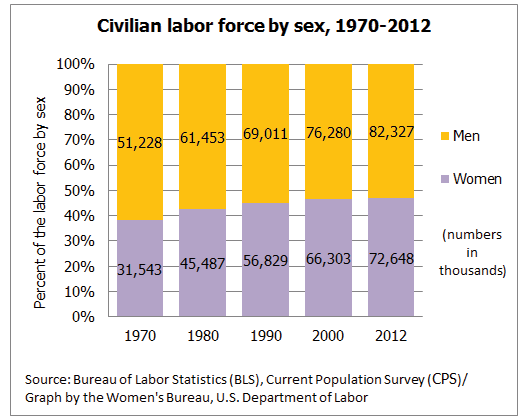 Civilian labor force by sex, 1970-2012
Percent of the labor force by sex
100%
90%
80%
70%
60%
50%
40%
30%
20%
10%
0%
51,228
61,453
69,011
76,280
82,327
31,543
45,487
56,829
66,303
72,648
1970
1980
1990
2000
2012
Men
Women
(numbers
in
thousands)
Source: Bureau of Labor Statistics (BLS), Current Population Survey (CPS)/
Graph by the Women's Bureau, U.S. Department of Labor